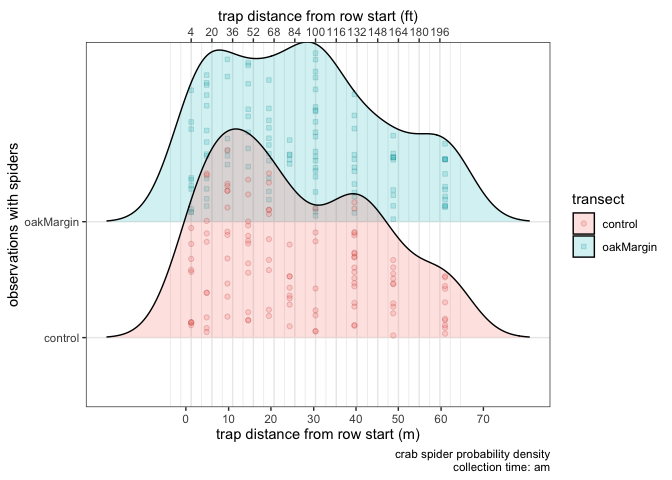 trap distance from row start (ft)
4 20 36 52 68 84 100 116 132 148 164 180 196
observations with spiders
oakMargin
control
transect
control
oakMargin
0 10 20 30 40 50 60 70
trap distance from row start (m)
crab spider probability density
collection time: am